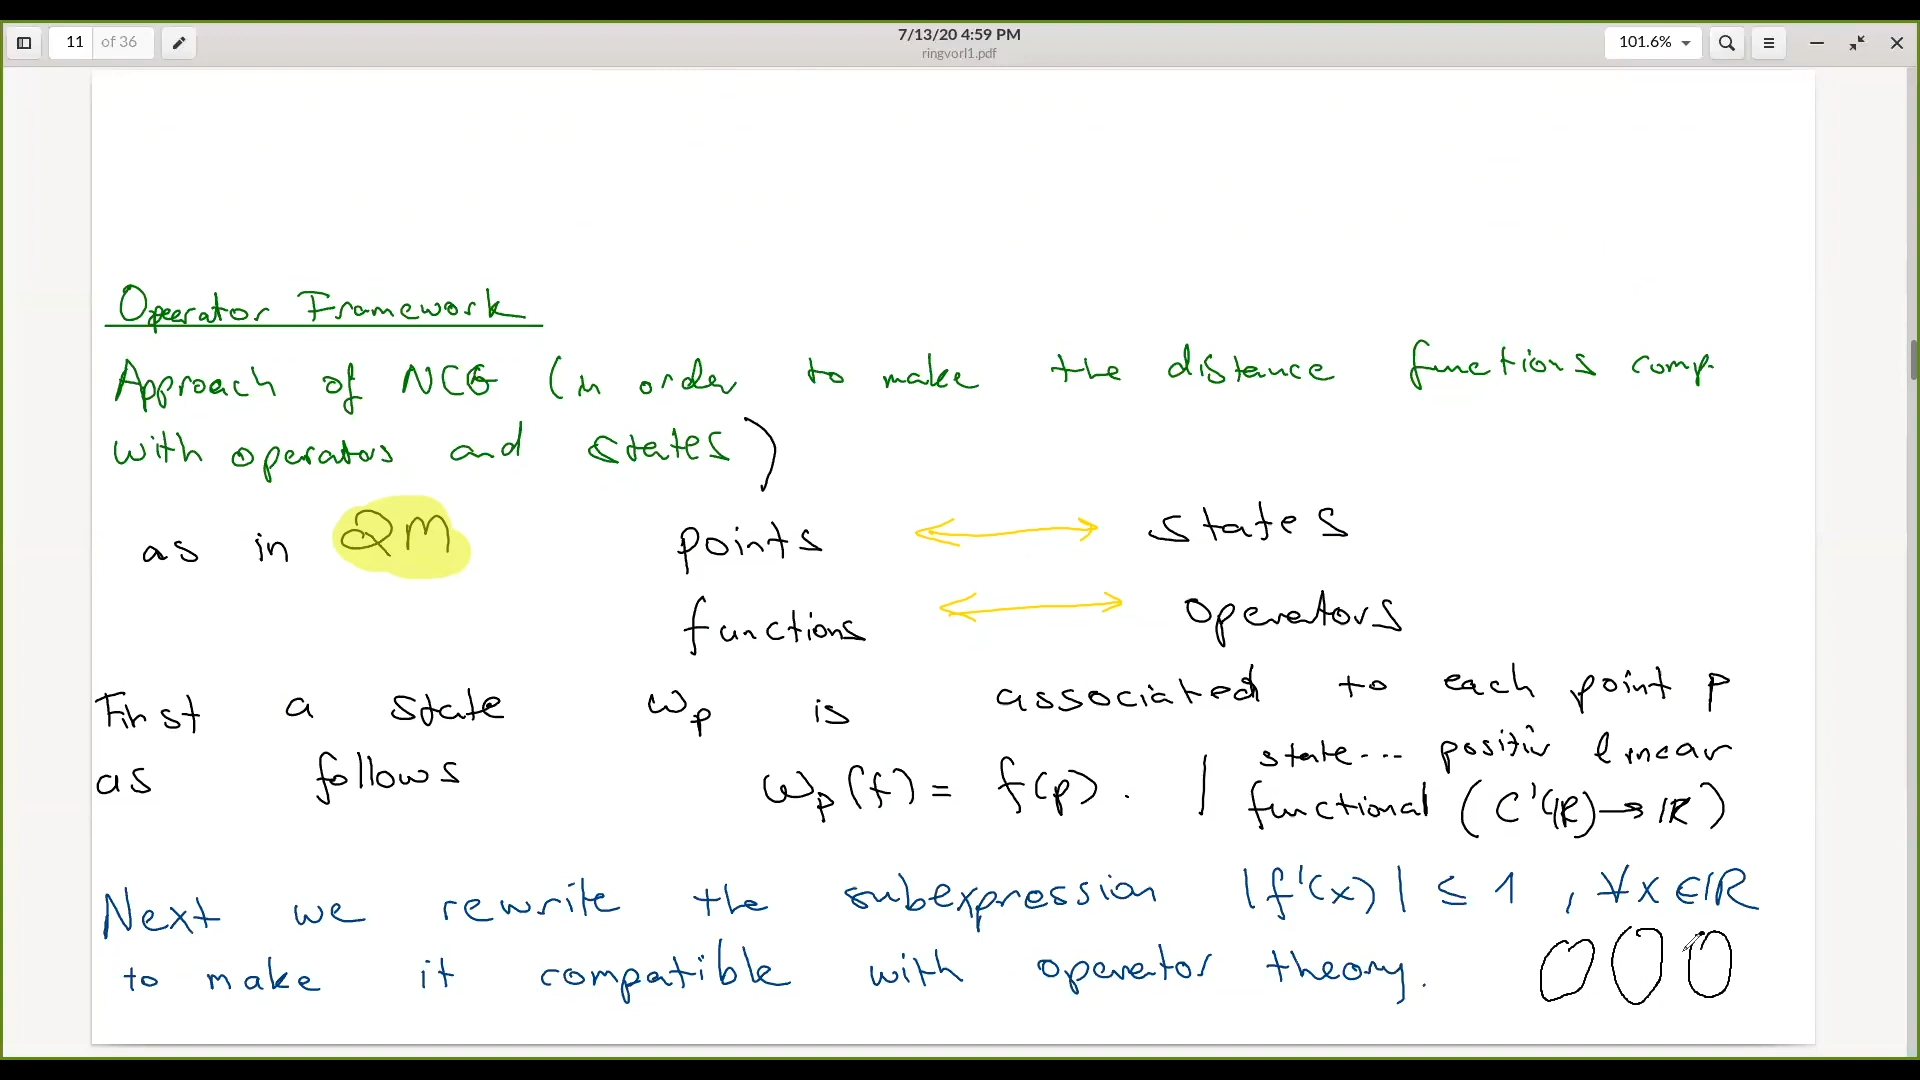 11 of 36
7/13/20 4:59 PM
ringvorl1.pdf
101.6%
Operator Framework
Approach of NCG (in order to make the distance functions comp.
with operators and states)
as in QM points ⟷ states
functions ⟷ operators
First a state ω_p is associated to each point p
as follows ω_p(f) = f(p). | state... positiv linear
functional (C'(ℝ)→ℝ)
Next we rewrite the subexpression |f'(x)| ≤ 1, ∀x∈ℝ
to make it compatible with operator theory.